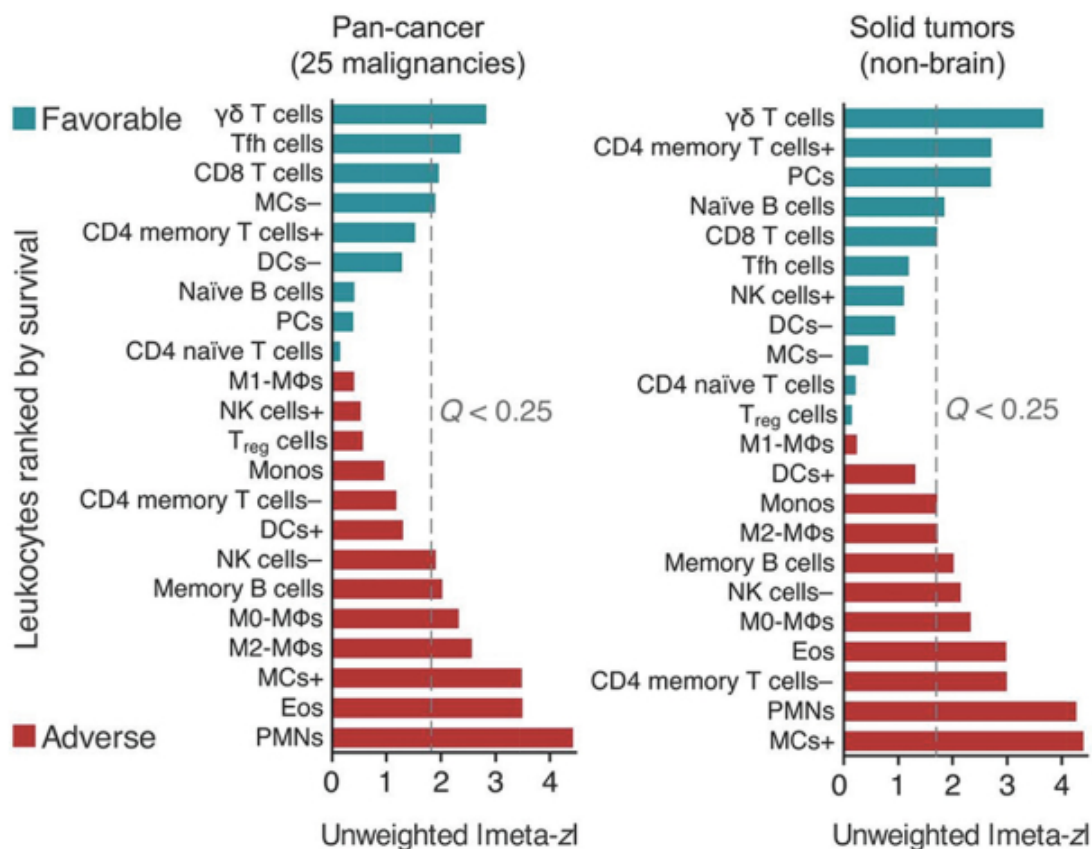 Pan-cancer
(25 malignancies)
Favorable
Leukocytes ranked by survival
Adverse
γδ T cells
Tfh cells
CD8 T cells
MCs–
CD4 memory T cells+
DCs–
Naïve B cells
PCs
CD4 naïve T cells
M1-MΦs
NK cells+
Treg cells
Monos
CD4 memory T cells–
DCs+
NK cells–
Memory B cells
M0-MΦs
M2-MΦs
MCs+
Eos
PMNs
Q < 0.25
0 1 2 3 4
Unweighted |meta-z|
Solid tumors
(non-brain)
γδ T cells
CD4 memory T cells+
PCs
Naïve B cells
CD8 T cells
Tfh cells
NK cells+
DCs–
MCs–
CD4 naïve T cells
Treg cells
M1-MΦs
DCs+
Monos
M2-MΦs
Memory B cells
NK cells–
M0-MΦs
Eos
CD4 memory T cells–
PMNs
MCs+
Q < 0.25
0 1 2 3 4
Unweighted |meta-z|